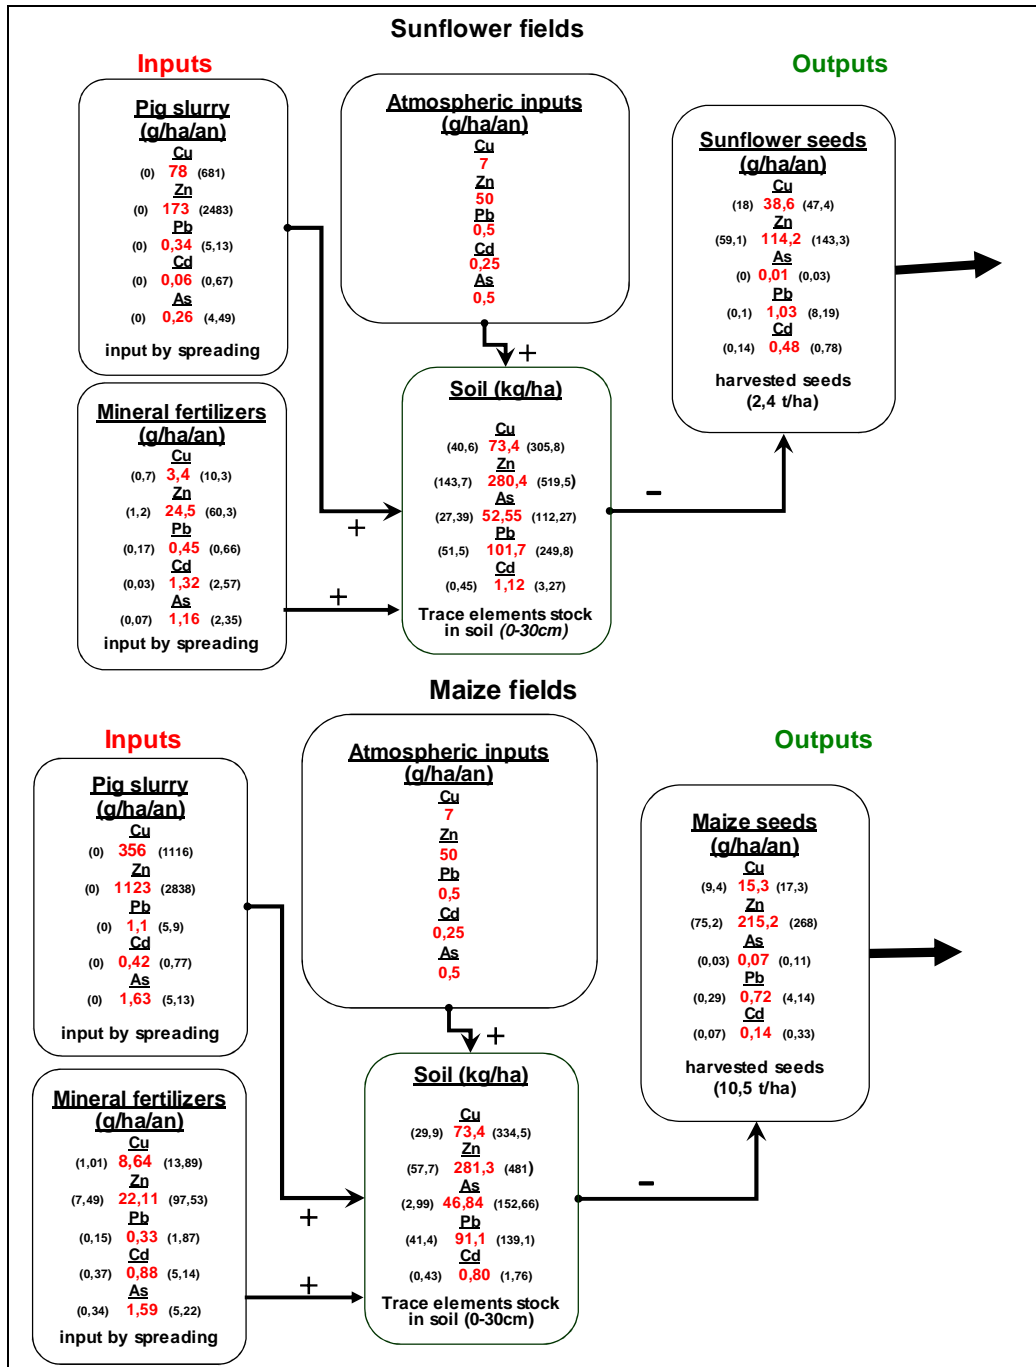 Sunflower fields
Inputs
Outputs
Pig slurry
(g/ha/an)
Cu
(0) 78 (681)
Zn
(0) 173 (2483)
Pb
(0) 0,34 (5,13)
Cd
(0) 0,06 (0,67)
As
(0) 0,26 (4,49)
input by spreading
Atmospheric inputs
(g/ha/an)
Cu
7
Zn
50
Pb
0,5
Cd
0,25
As
0,5
Sunflower seeds
(g/ha/an)
Cu
(18) 38,6 (47,4)
Zn
(59,1) 114,2 (143,3)
As
(0) 0,01 (0,03)
Pb
(0,1) 1,03 (8,19)
Cd
(0,14) 0,48 (0,78)
harvested seeds
(2,4 t/ha)
Mineral fertilizers
(g/ha/an)
Cu
(0,7) 3,4 (10,3)
Zn
(1,2) 24,5 (60,3)
Pb
(0,17) 0,45 (0,66)
Cd
(0,03) 1,32 (2,57)
As
(0,07) 1,16 (2,35)
input by spreading
+
+
+
−
Soil (kg/ha)
Cu
(40,6) 73,4 (305,8)
Zn
(143,7) 280,4 (519,5)
As
(27,39) 52,55 (112,27)
Pb
(51,5) 101,7 (249,8)
Cd
(0,45) 1,12 (3,27)
Trace elements stock
in soil (0-30cm)
Maize fields
Inputs
Outputs
Pig slurry
(g/ha/an)
Cu
(0) 356 (1116)
Zn
(0) 1123 (2838)
Pb
(0) 1,1 (5,9)
Cd
(0) 0,42 (0,77)
As
(0) 1,63 (5,13)
input by spreading
Atmospheric inputs
(g/ha/an)
Cu
7
Zn
50
Pb
0,5
Cd
0,25
As
0,5
Maize seeds
(g/ha/an)
Cu
(9,4) 15,3 (17,3)
Zn
(75,2) 215,2 (268)
As
(0,03) 0,07 (0,11)
Pb
(0,29) 0,72 (4,14)
Cd
(0,07) 0,14 (0,33)
harvested seeds
(10,5 t/ha)
Mineral fertilizers
(g/ha/an)
Cu
(1,01) 8,64 (13,89)
Zn
(7,49) 22,11 (97,53)
Pb
(0,15) 0,33 (1,87)
Cd
(0,37) 0,88 (5,14)
As
(0,34) 1,59 (5,22)
input by spreading
+
+
+
−
Soil (kg/ha)
Cu
(29,9) 73,4 (334,5)
Zn
(57,7) 281,3 (481)
As
(2,99) 46,84 (152,66)
Pb
(41,4) 91,1 (139,1)
Cd
(0,43) 0,80 (1,76)
Trace elements stock
in soil (0-30cm)